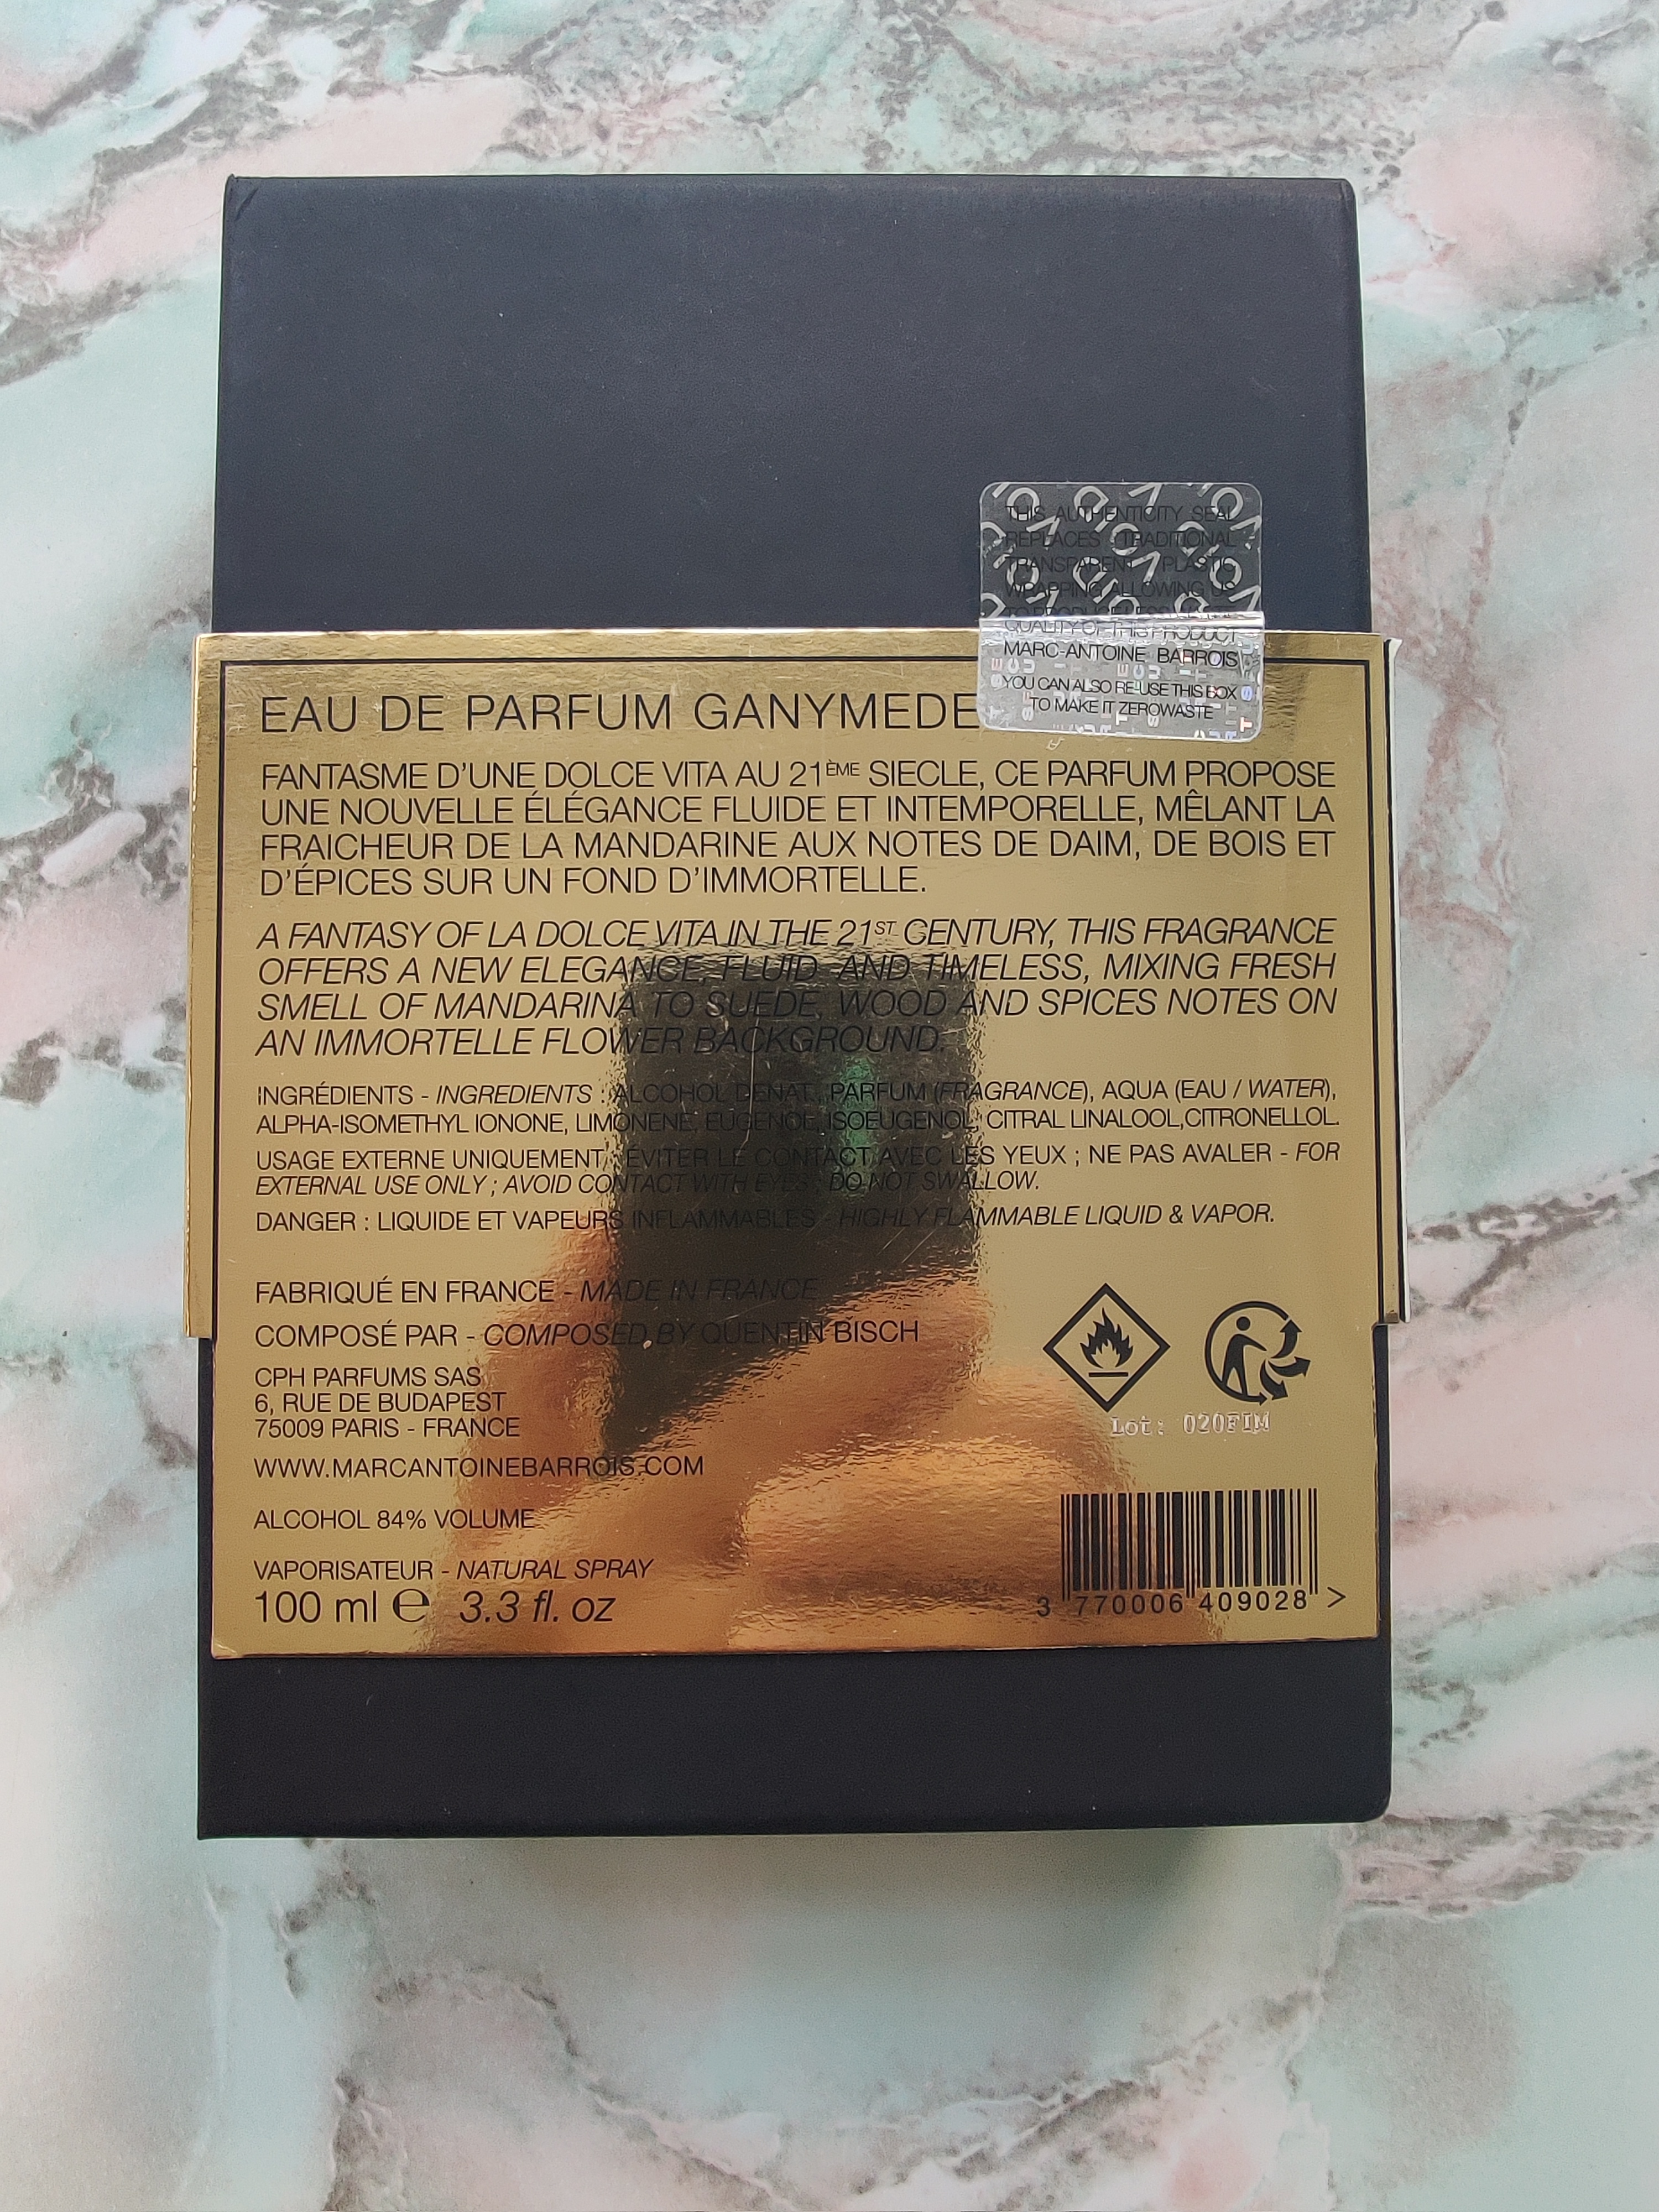 VOID VOID VOID
THIS AUTHENTICITY SEAL
REPLACES TRADITIONAL
TRANSPARENT PLASTIC
WRAPPING ALLOWING US
TO PRODUCE LESS
QUALITY OF THIS PRODUCT
MARC-ANTOINE BARROIS
YOU CAN ALSO RE-USE THIS BOX
TO MAKE IT ZEROWASTE
EAU DE PARFUM GANYMEDE
FANTASME D'UNE DOLCE VITA AU 21ÈME SIECLE, CE PARFUM PROPOSE
UNE NOUVELLE ÉLÉGANCE FLUIDE ET INTEMPORELLE, MÊLANT LA
FRAICHEUR DE LA MANDARINE AUX NOTES DE DAIM, DE BOIS ET
D'ÉPICES SUR UN FOND D'IMMORTELLE.
A FANTASY OF LA DOLCE VITA IN THE 21ST CENTURY, THIS FRAGRANCE
OFFERS A NEW ELEGANCE, FLUID AND TIMELESS, MIXING FRESH
SMELL OF MANDARINA TO SUEDE, WOOD AND SPICES NOTES ON
AN IMMORTELLE FLOWER BACKGROUND.
INGRÉDIENTS - INGREDIENTS : ALCOHOL DENAT., PARFUM (FRAGRANCE), AQUA (EAU / WATER),
ALPHA-ISOMETHYL IONONE, LIMONENE, EUGENOL, ISOEUGENOL, CITRAL LINALOOL,CITRONELLOL.
USAGE EXTERNE UNIQUEMENT ; ÉVITER LE CONTACT AVEC LES YEUX ; NE PAS AVALER - FOR
EXTERNAL USE ONLY ; AVOID CONTACT WITH EYES ; DO NOT SWALLOW.
DANGER : LIQUIDE ET VAPEURS INFLAMMABLES - HIGHLY FLAMMABLE LIQUID & VAPOR.
FABRIQUÉ EN FRANCE - MADE IN FRANCE
COMPOSÉ PAR - COMPOSED BY QUENTIN BISCH
CPH PARFUMS SAS
6, RUE DE BUDAPEST
75009 PARIS - FRANCE
Lot: 020FIM
WWW.MARCANTOINEBARROIS.COM
ALCOHOL 84% VOLUME
VAPORISATEUR - NATURAL SPRAY
100 ml e 3.3 fl. oz
3 770006 409028 >